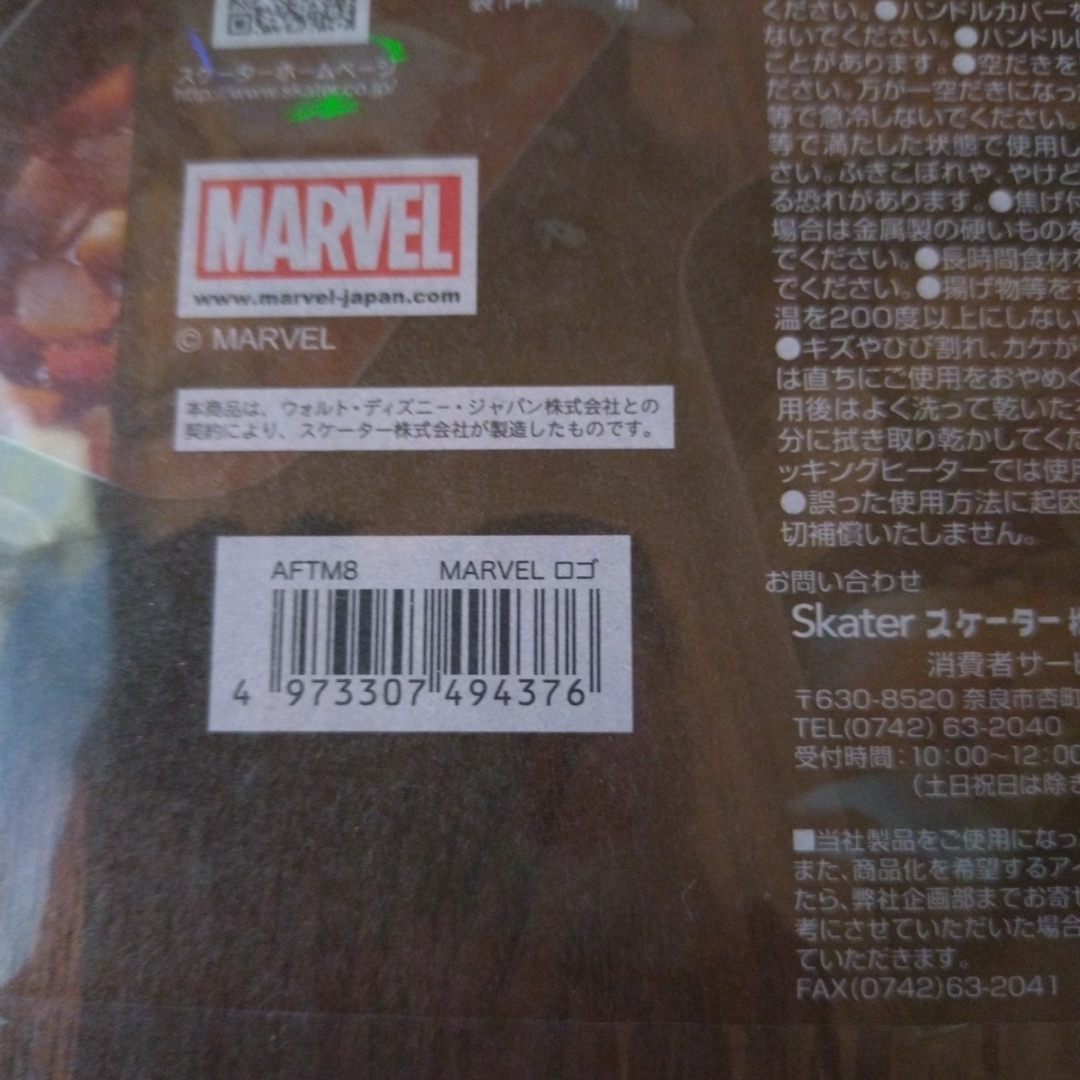 スケーターホームページ
http://www.skater.co.jp/
MARVEL
www.marvel-japan.com
© MARVEL
本商品は、ウォルト・ディズニー・ジャパン株式会社との
契約により、スケーター株式会社が製造したものです。
AFTM8 MARVEL ロゴ
4 973307 494376
ください。●ハンドルカバーを
ないでください。●ハンドル
ことがあります。●空だきを
ださい。万が一空だきになっ
等で急冷しないでください。
等で満たした状態で使用し
さい。ふきこぼれや、やけど
る恐れがあります。●焦げ付
場合は金属製の硬いものを
でください。●長時間食材を
でください。●揚げ物等をす
温を200度以上にしない
●キズやひび割れ、カケが
は直ちにご使用をおやめく
用後はよく洗って乾いた
分に拭き取り乾かしてくだ
ッキングヒーターでは使用
●誤った使用方法に起因
切補償いたしません。
お問い合わせ
Skater スケーター
消費者サービ
〒630-8520 奈良市杏町
TEL(0742) 63-2040
受付時間：10:00～12:00
（土日祝日は除き
■当社製品をご使用になっ
また、商品化を希望するアイ
たら、弊社企画部までお寄せ
考にさせていただいた場合
ていただきます。
FAX(0742)63-2041